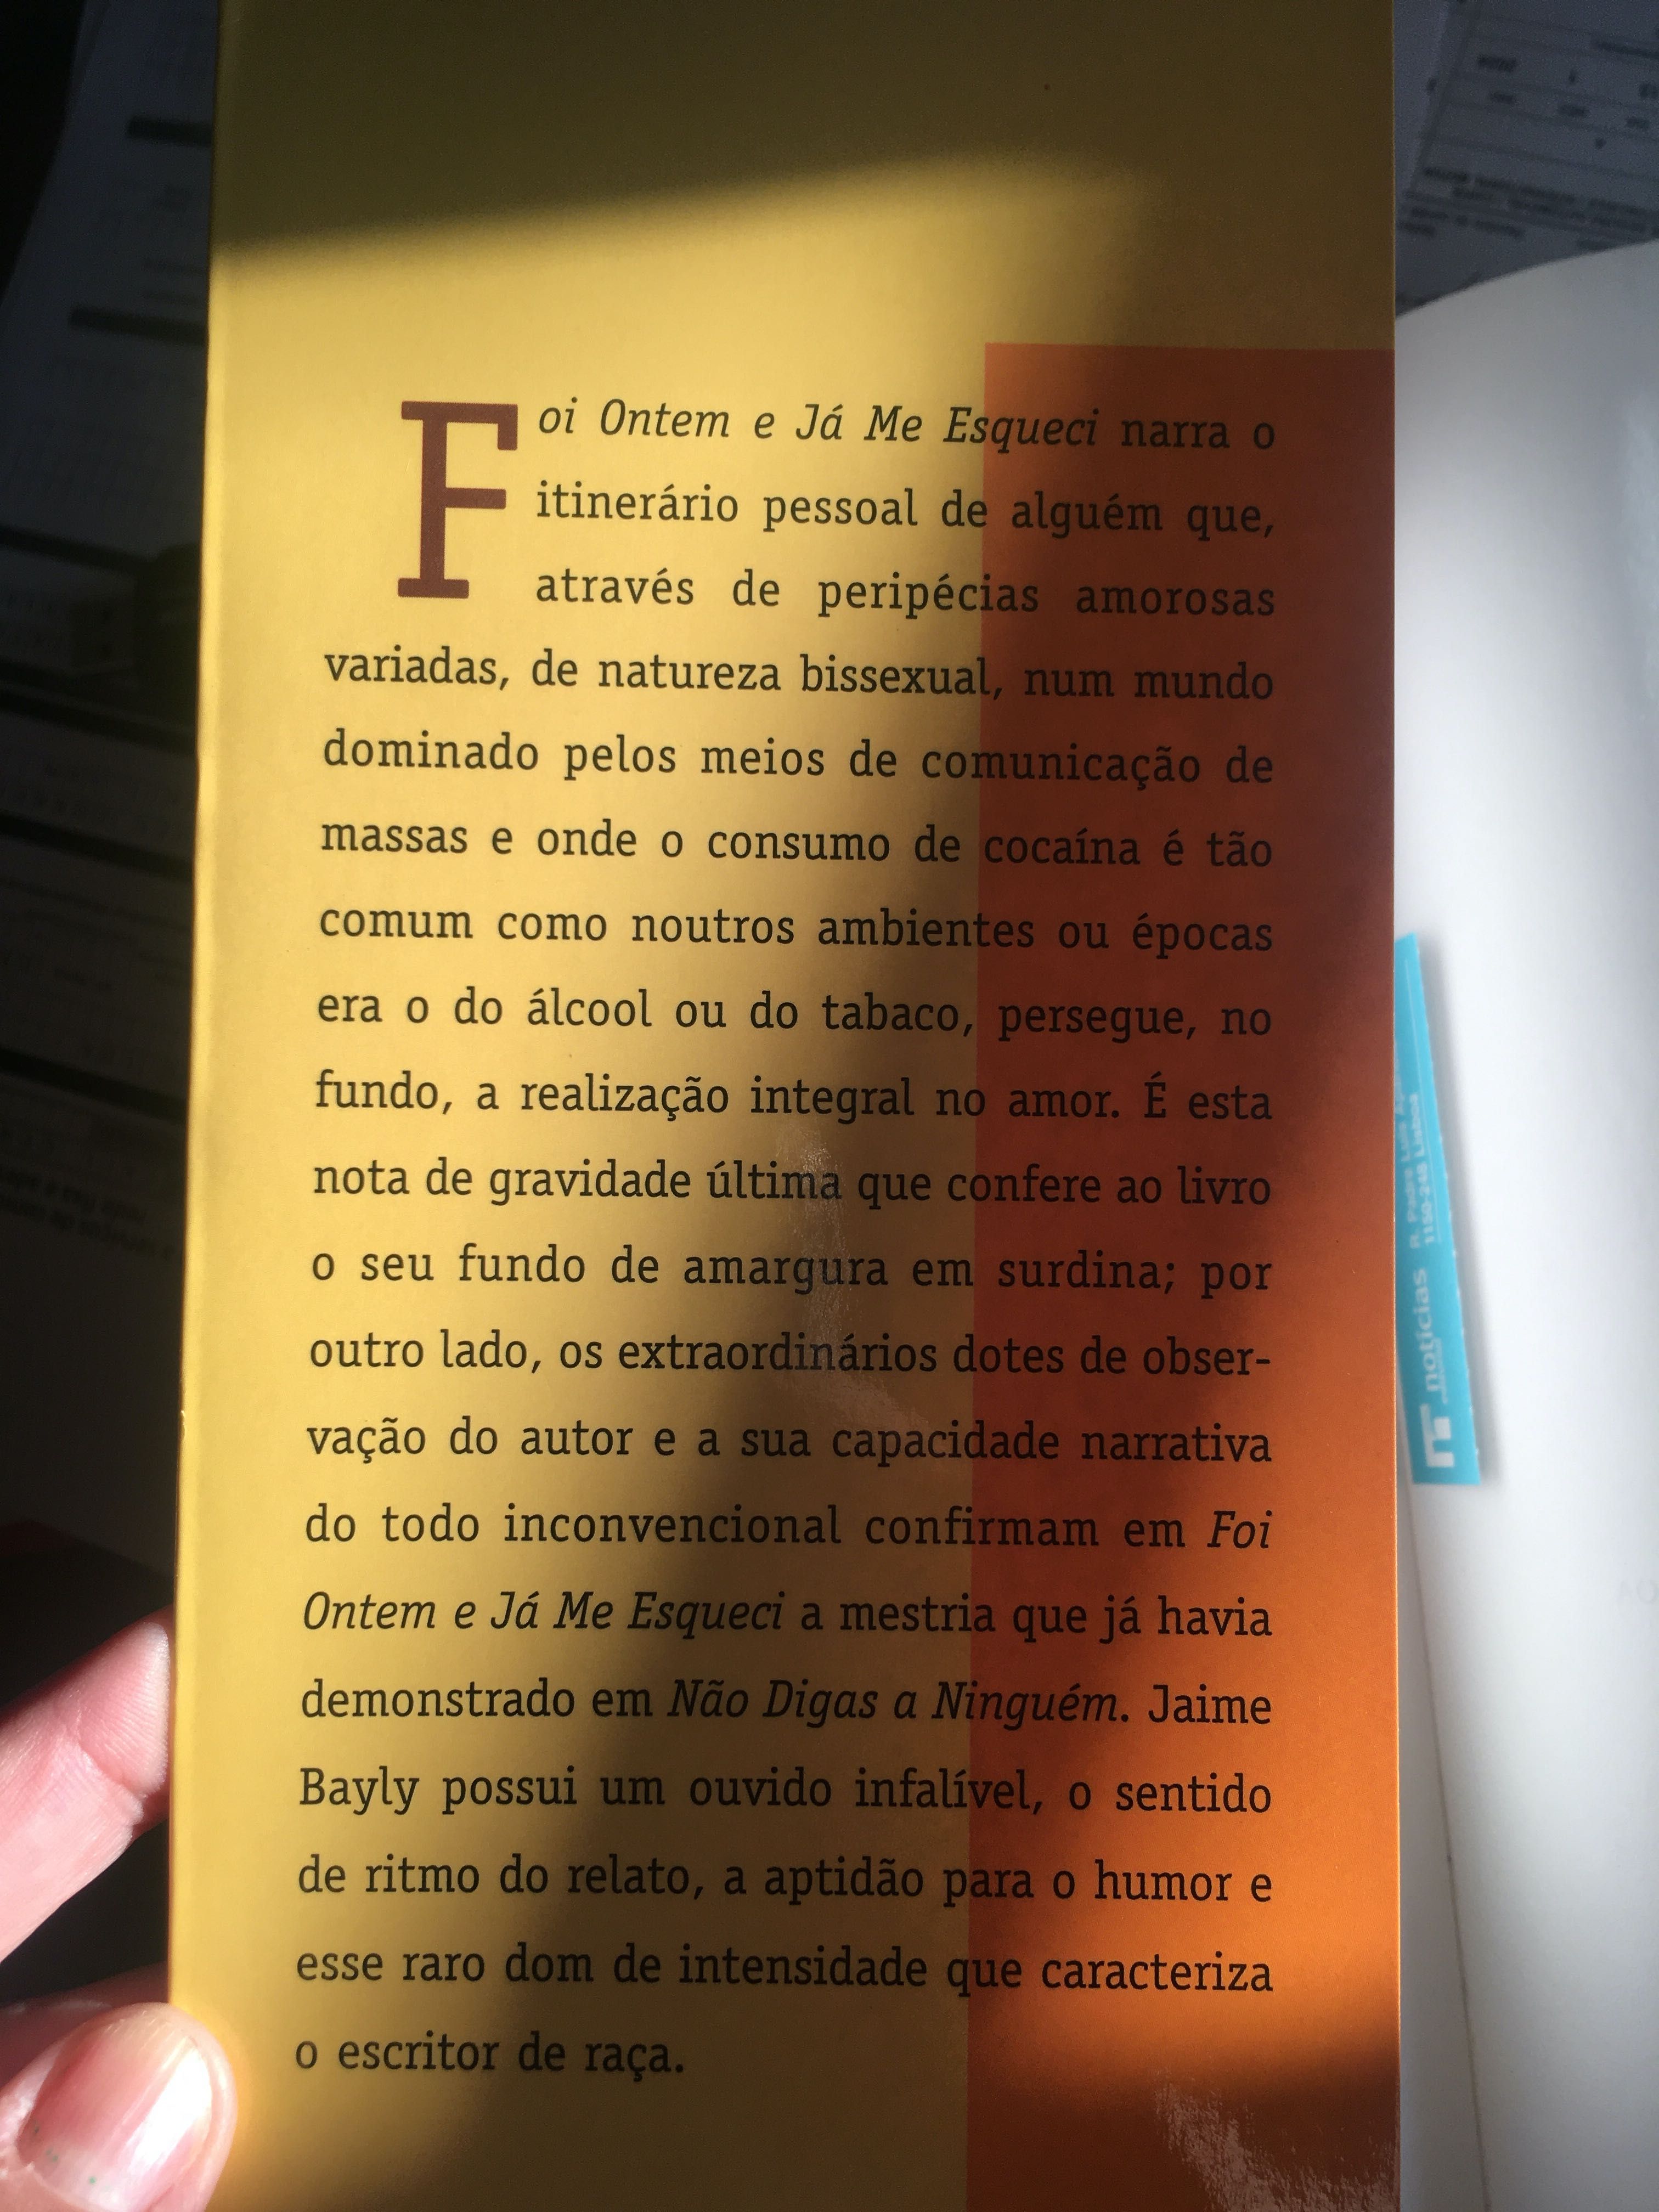 Foi Ontem e Já Me Esqueci narra o
itinerário pessoal de alguém que,
através de peripécias amorosas
variadas, de natureza bissexual, num mundo
dominado pelos meios de comunicação de
massas e onde o consumo de cocaína é tão
comum como noutros ambientes ou épocas
era o do álcool ou do tabaco, persegue, no
fundo, a realização integral no amor. É esta
nota de gravidade última que confere ao livro
o seu fundo de amargura em surdina; por
outro lado, os extraordinários dotes de obser-
vação do autor e a sua capacidade narrativa
do todo inconvencional confirmam em Foi
Ontem e Já Me Esqueci a mestria que já havia
demonstrado em Não Digas a Ninguém. Jaime
Bayly possui um ouvido infalível, o sentido
de ritmo do relato, a aptidão para o humor e
esse raro dom de intensidade que caracteriza
o escritor de raça.
notícias
R. Padre Luís
1150-248 Lisboa